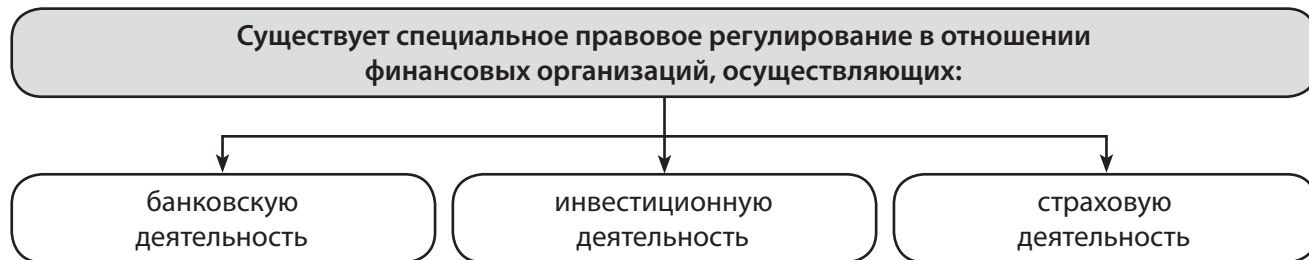 Существует специальное правовое регулирование в отношении
финансовых организаций, осуществляющих:
банковскую
деятельность
инвестиционную
деятельность
страховую
деятельность